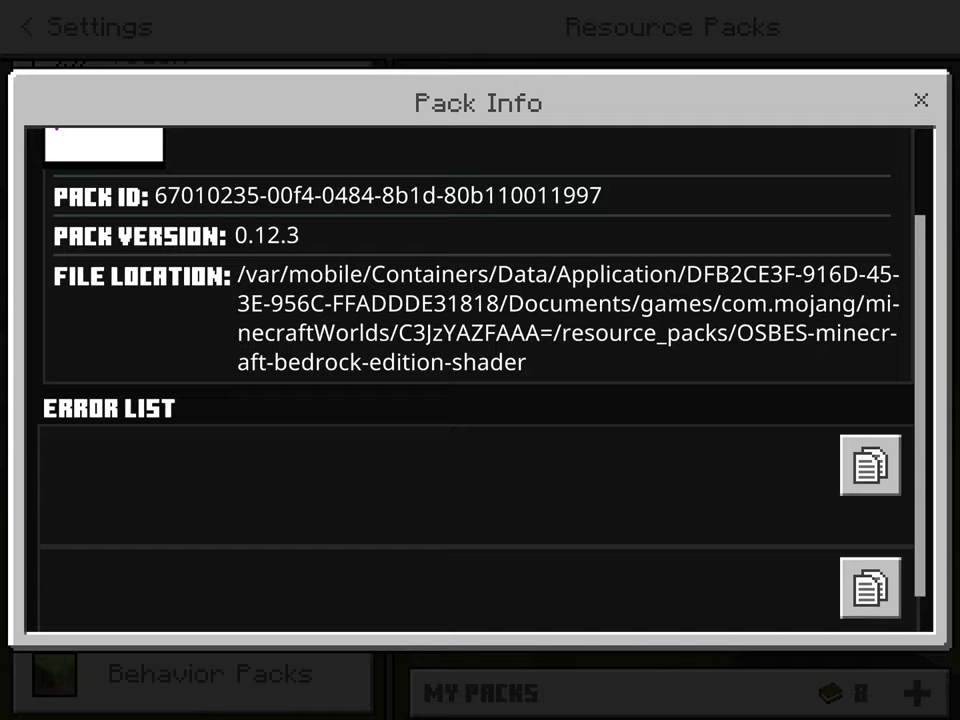 Settings
Resource Packs
Pack Info
PACK ID: 67010235-00f4-0484-8b1d-80b110011997
PACK VERSION: 0.12.3
FILE LOCATION: /var/mobile/Containers/Data/Application/DFB2CE3F-916D-45-
3E-956C-FFADDDE31818/Documents/games/com.mojang/mi-
necraftWorlds/C3JzYAZFAAA=/resource_packs/OSBES-minecr-
aft-bedrock-edition-shader
ERROR LIST
Behavior Packs
MY PACKS
8